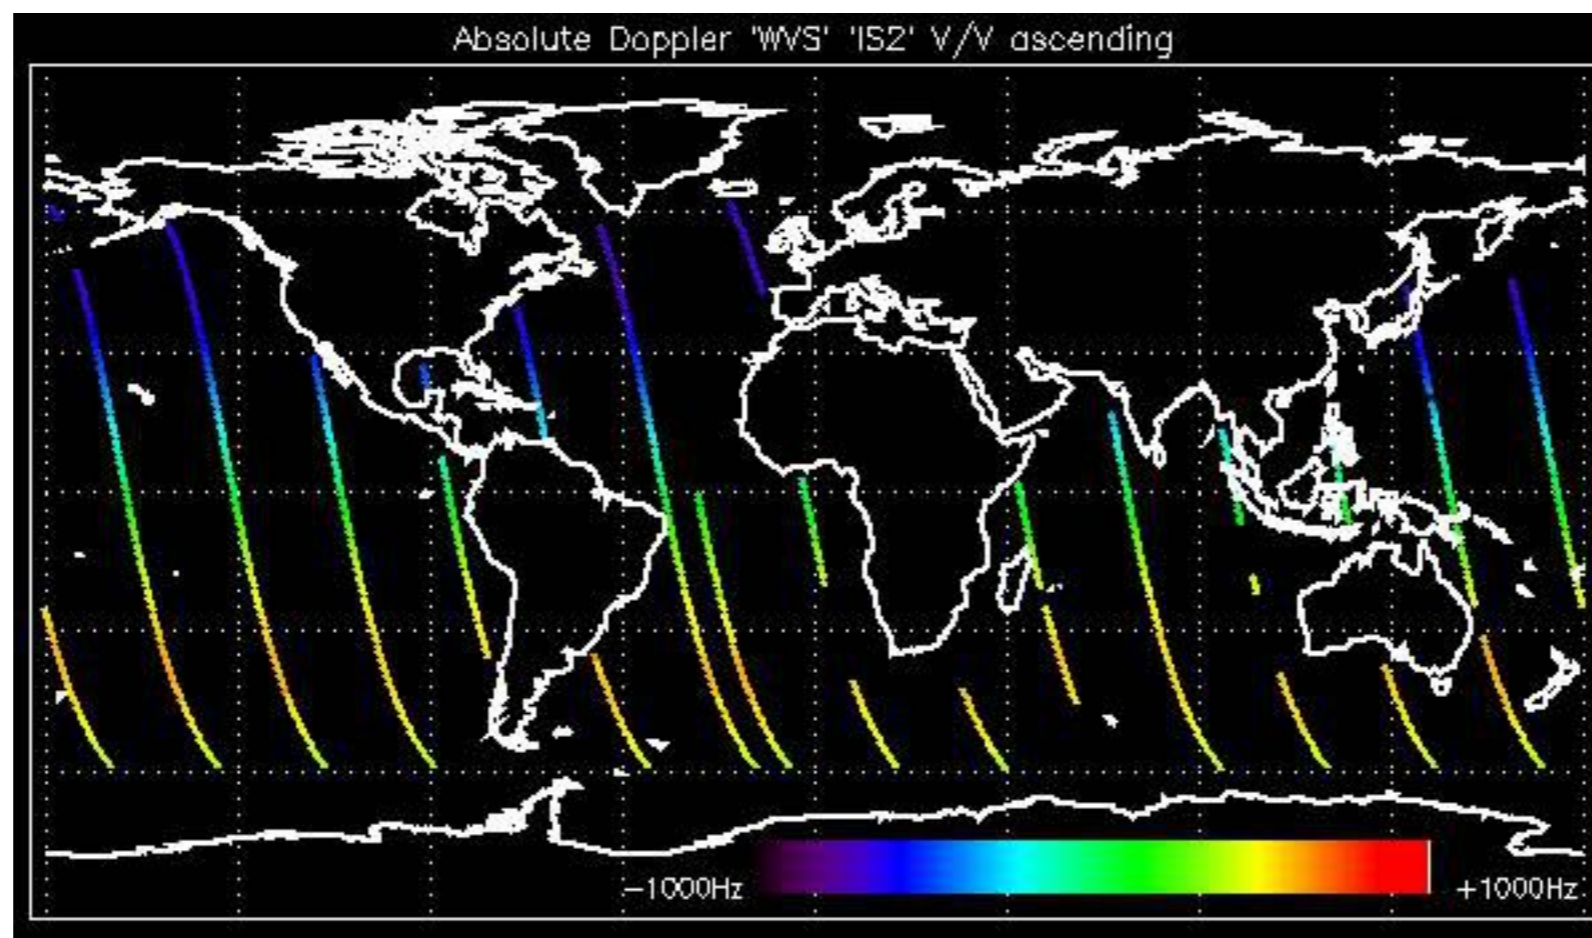 Absolute Doppler 'WVS' 'IS2' V/V ascending
−1000Hz +1000Hz